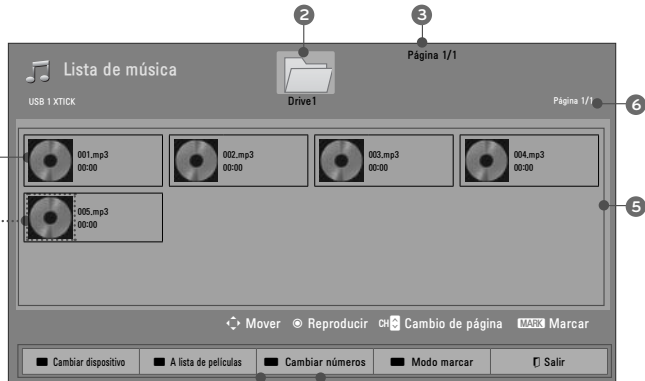 2 3
Página 1/1
Lista de música
Drive1
USB 1 XTICK
Página 1/1
6
001.mp3
00:00
002.mp3
00:00
003.mp3
00:00
004.mp3
00:00
5
005.mp3
00:00
Mover Reproducir CH Cambio de página MARK Marcar
Cambiar dispositivo A lista de películas Cambiar números Modo marcar Salir